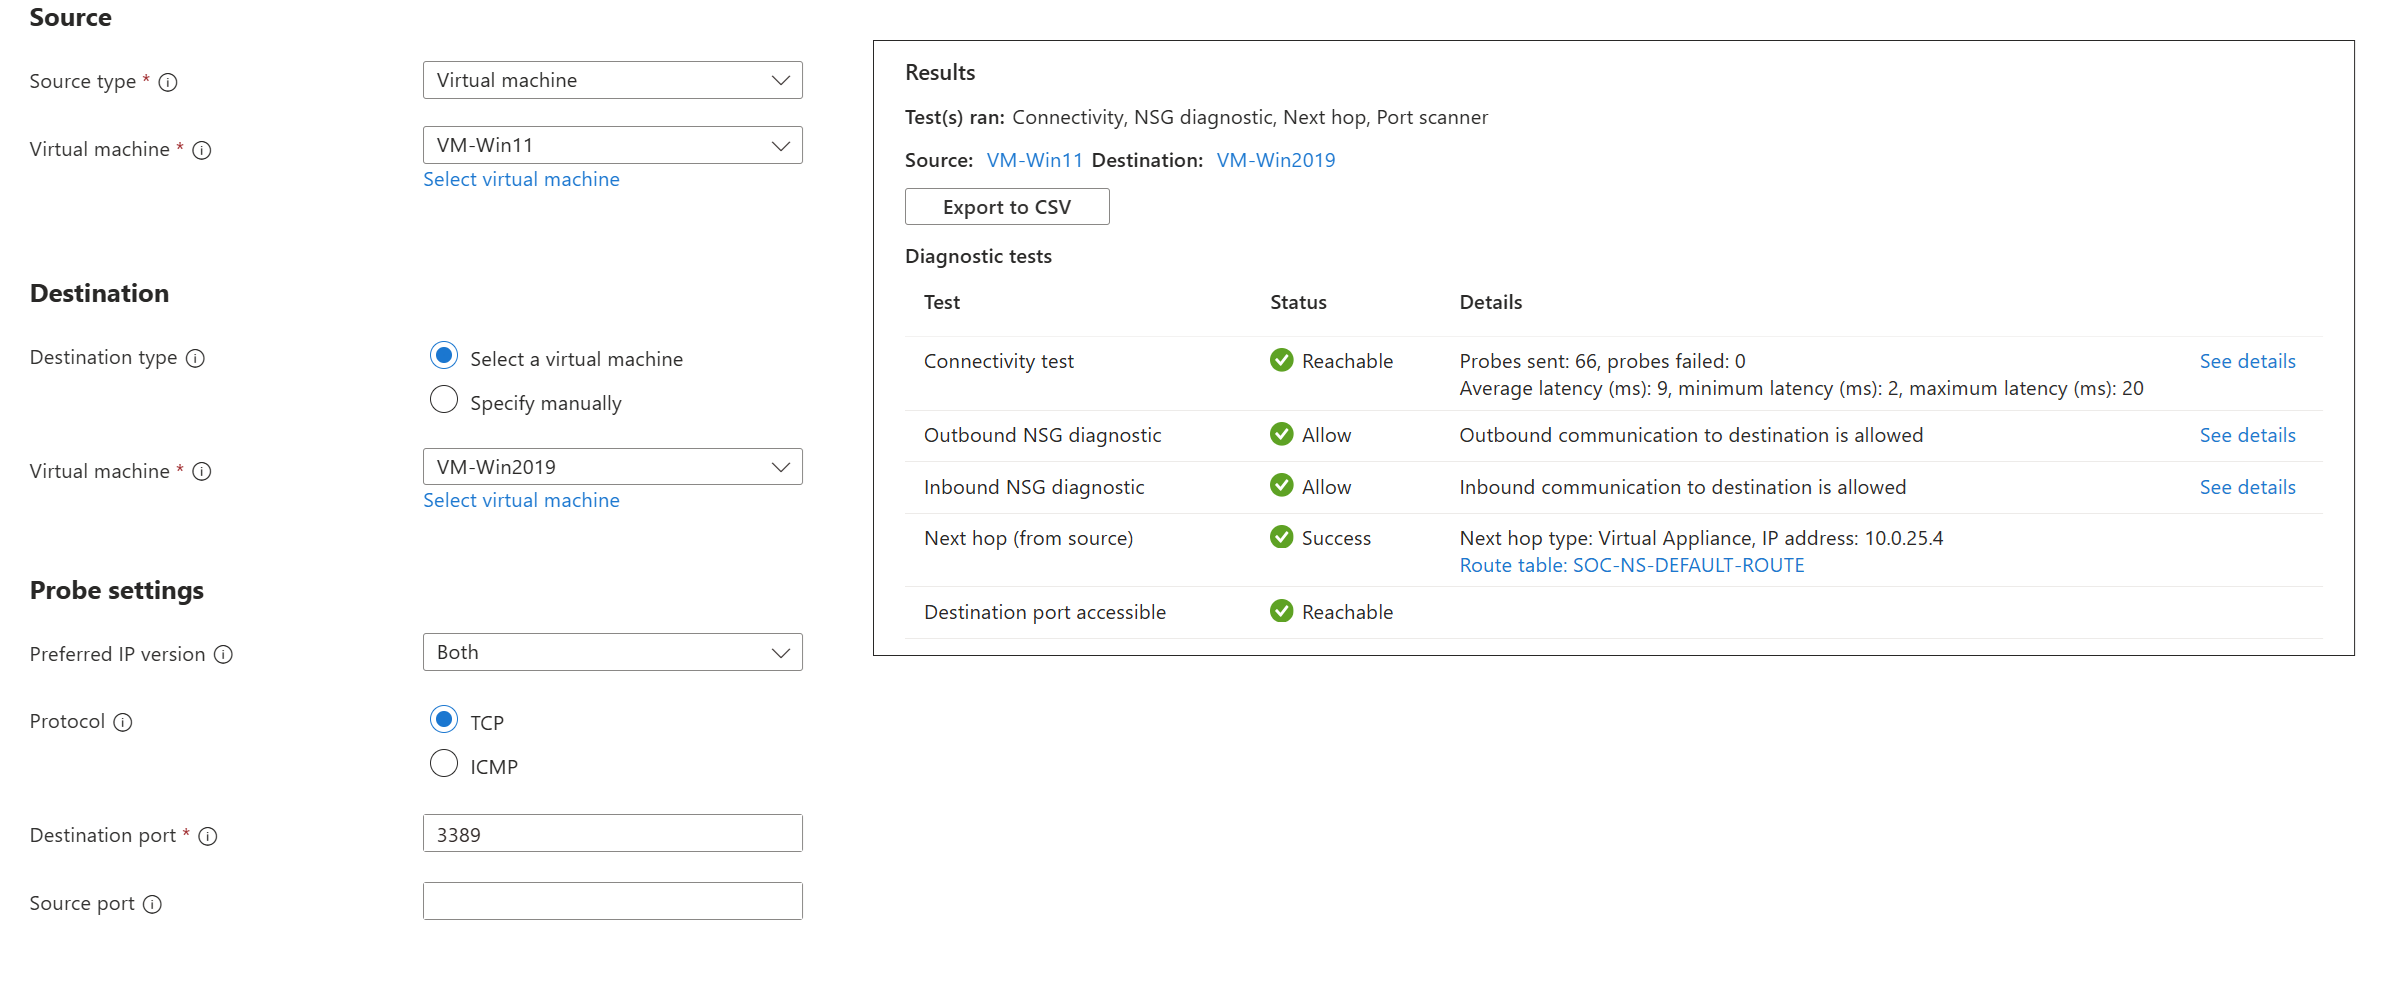 Source
Source type *
Virtual machine
Virtual machine *
VM-Win11
Select virtual machine
Destination
Destination type
Select a virtual machine
Specify manually
Virtual machine *
VM-Win2019
Select virtual machine
Probe settings
Preferred IP version
Both
Protocol
TCP
ICMP
Destination port *
3389
Source port
Results
Test(s) ran: Connectivity, NSG diagnostic, Next hop, Port scanner
Source: VM-Win11 Destination: VM-Win2019
Export to CSV
Diagnostic tests
Test Status Details
Connectivity test Reachable Probes sent: 66, probes failed: 0 See details
Average latency (ms): 9, minimum latency (ms): 2, maximum latency (ms): 20
Outbound NSG diagnostic Allow Outbound communication to destination is allowed See details
Inbound NSG diagnostic Allow Inbound communication to destination is allowed See details
Next hop (from source) Success Next hop type: Virtual Appliance, IP address: 10.0.25.4
Route table: SOC-NS-DEFAULT-ROUTE
Destination port accessible Reachable